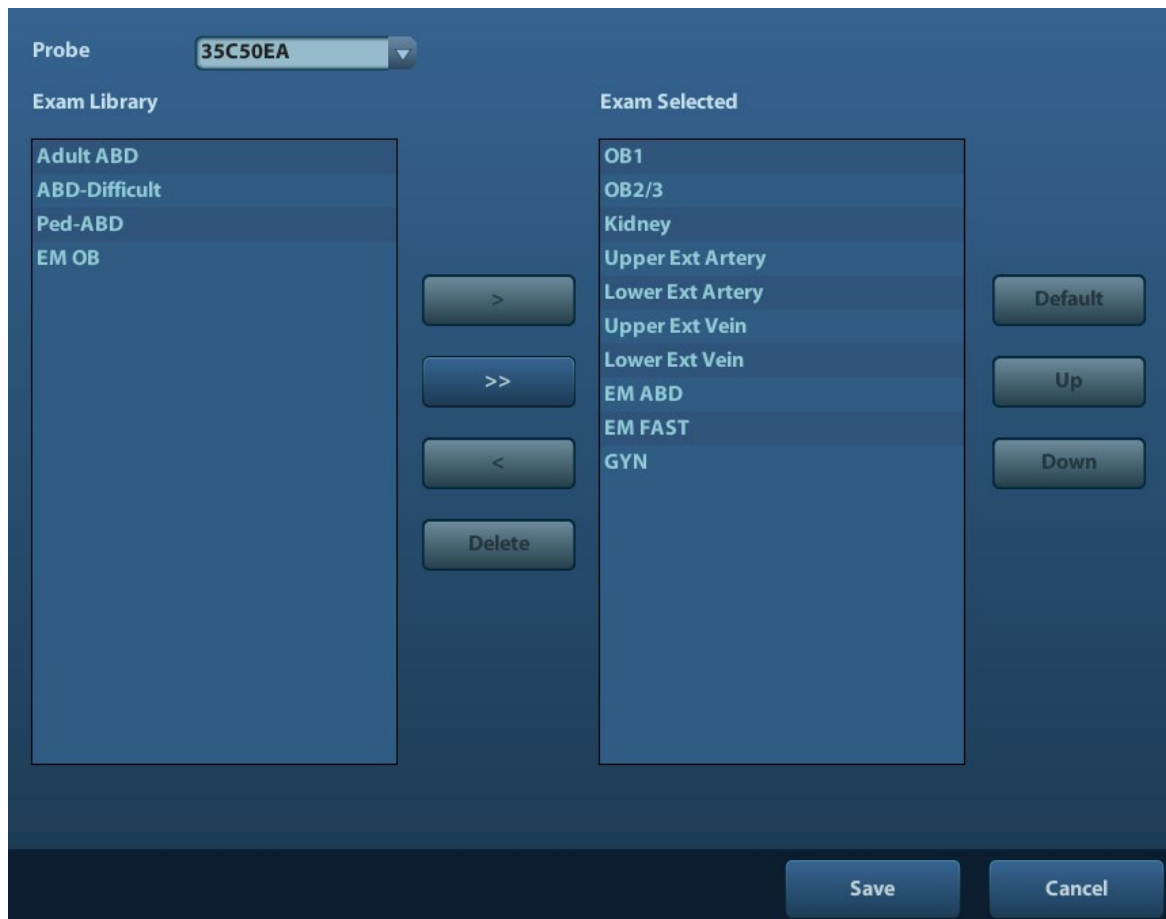 Probe 35C50EA
Exam Library
Exam Selected
Adult ABD
ABD-Difficult
Ped-ABD
EM OB
>
>>
<
Delete
OB1
OB2/3
Kidney
Upper Ext Artery
Lower Ext Artery
Upper Ext Vein
Lower Ext Vein
EM ABD
EM FAST
GYN
Default
Up
Down
Save
Cancel